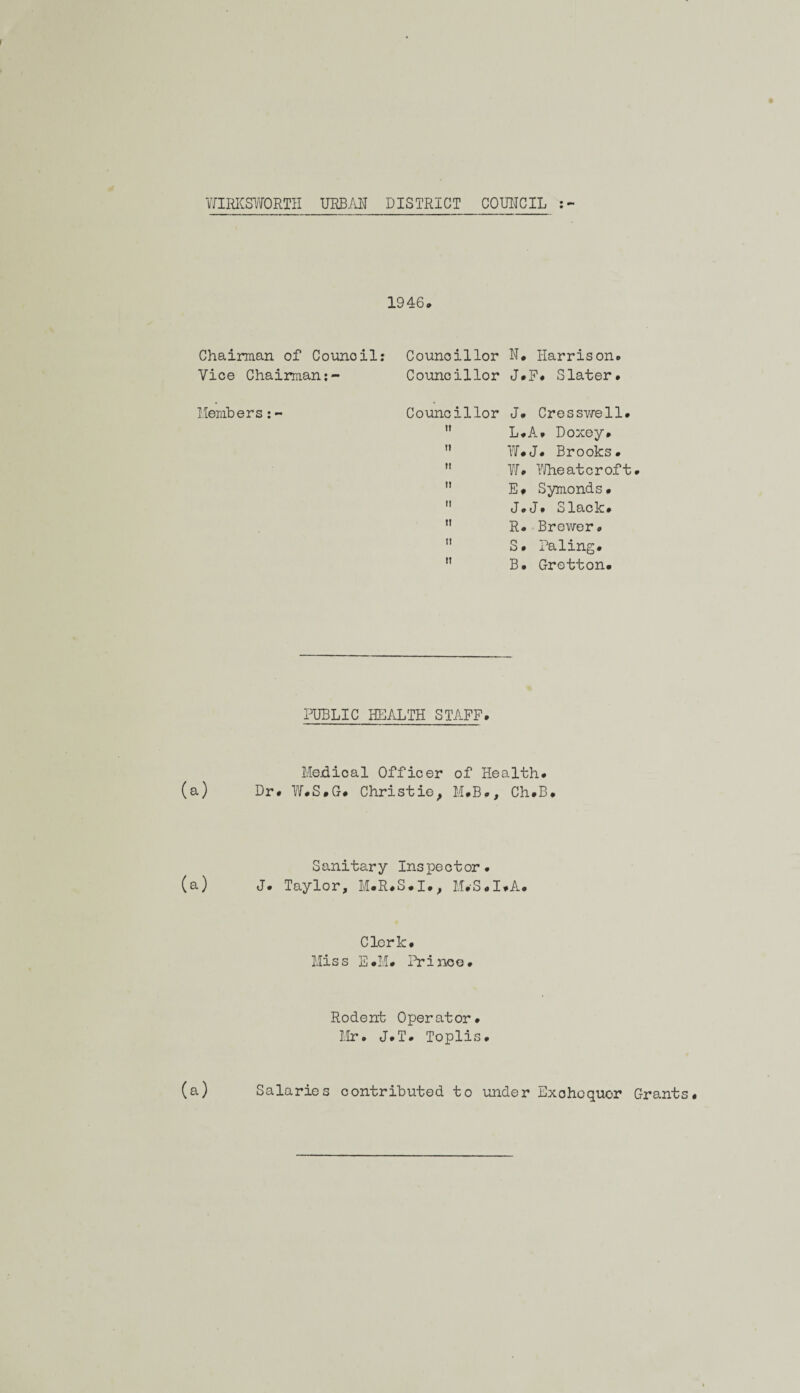 WIRKSWORTH URBAN DISTRICT COUNCIL :-
1946.
Chairman of Council: Councillor N. Harrison.
Vice Chairman:- Councillor J.F. Slater.
Members:- Councillor J. Cresswell.
" L.A. Doxey.
" W.J. Brooks.
" W. Wheatcroft.
" E. Symonds.
" J.J. Slack.
" R. Brewer.
" S. Paling.
" B. Gretton.
PUBLIC HEALTH STAFF.
Medical Officer of Health.
(a) Dr. W.S.G. Christie, M.B., Ch.B.
Sanitary Inspector.
(a) J. Taylor, M.R.S.I., M.S.I.A.
Clerk.
Miss E.M. Prince.
Rodent Operator.
Mr. J.T. Toplis.
(a) Salaries contributed to under Exchequer Grants.